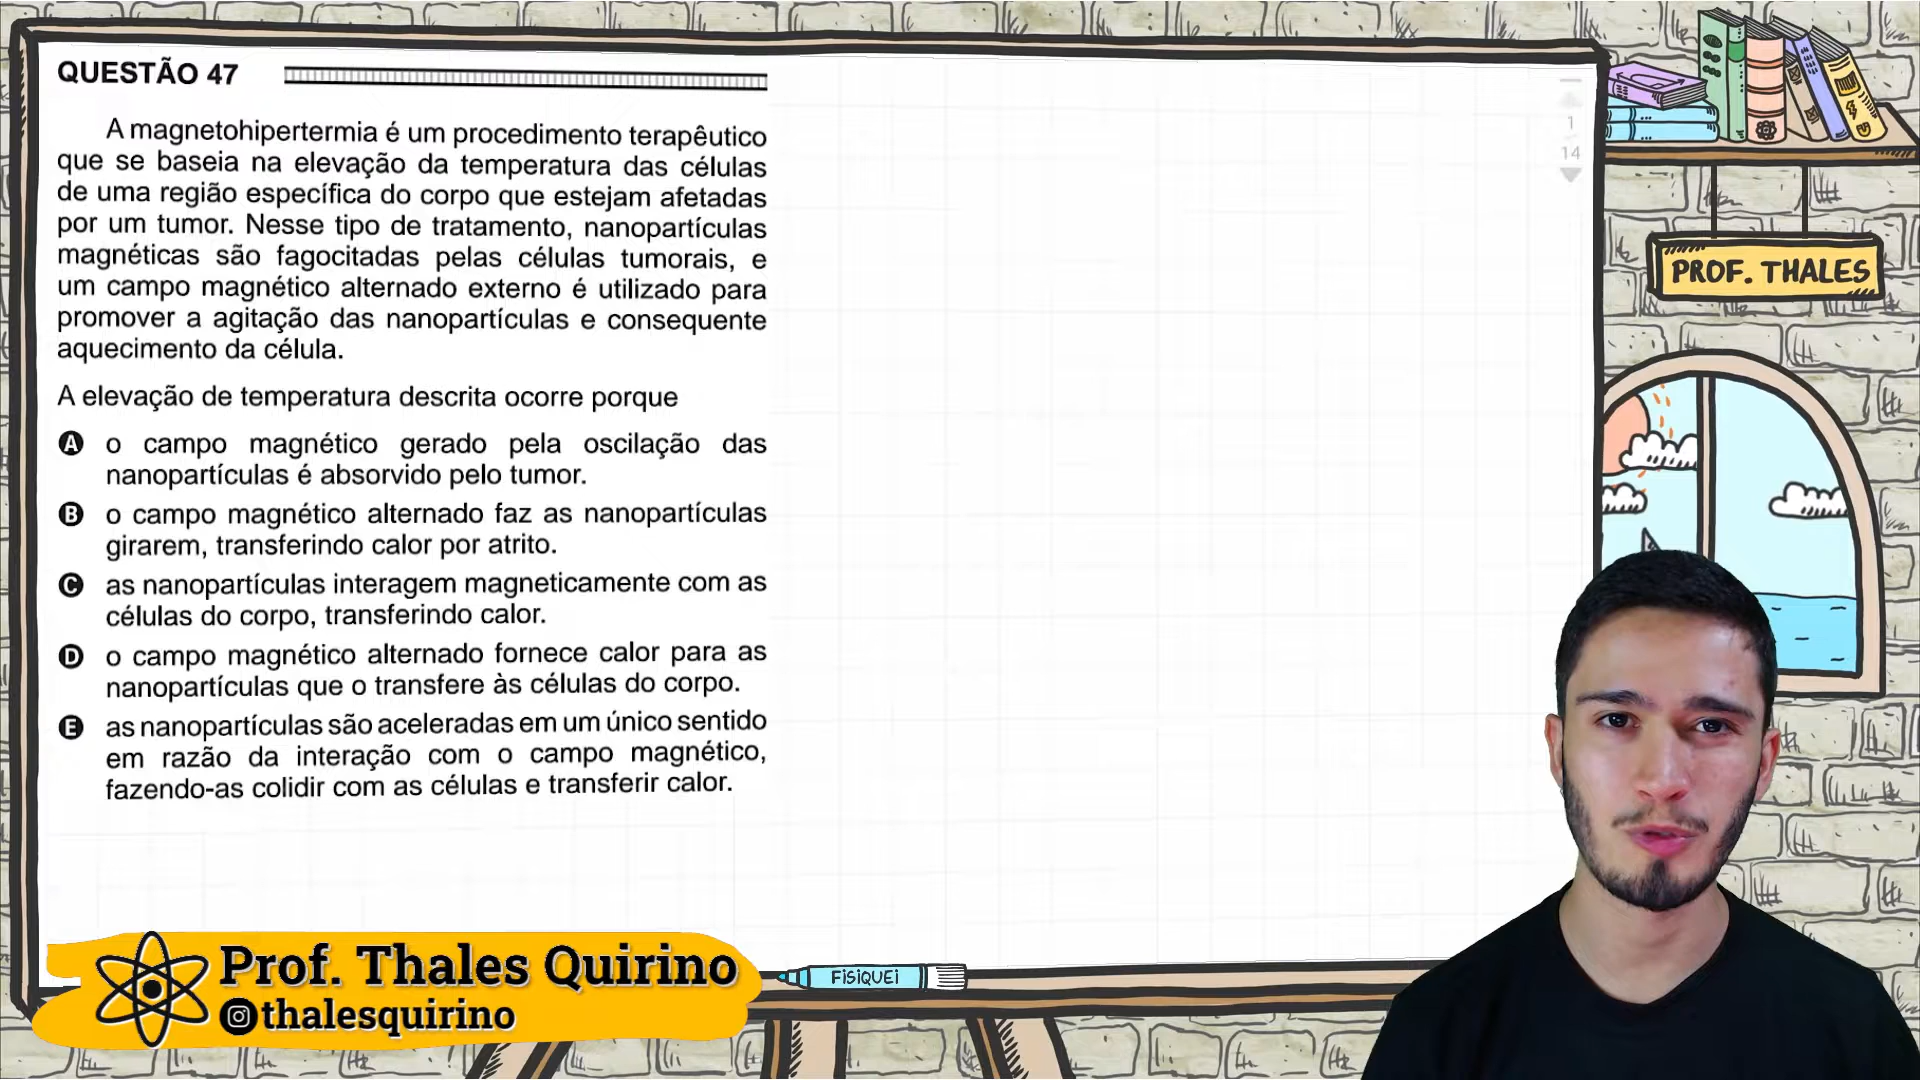 QUESTÃO 47
A magnetohipertermia é um procedimento terapêutico
que se baseia na elevação da temperatura das células
de uma região específica do corpo que estejam afetadas
por um tumor. Nesse tipo de tratamento, nanopartículas
magnéticas são fagocitadas pelas células tumorais, e
um campo magnético alternado externo é utilizado para
promover a agitação das nanopartículas e consequente
aquecimento da célula.
A elevação de temperatura descrita ocorre porque
A o campo magnético gerado pela oscilação das
nanopartículas é absorvido pelo tumor.
B o campo magnético alternado faz as nanopartículas
girarem, transferindo calor por atrito.
C as nanopartículas interagem magneticamente com as
células do corpo, transferindo calor.
D o campo magnético alternado fornece calor para as
nanopartículas que o transfere às células do corpo.
E as nanopartículas são aceleradas em um único sentido
em razão da interação com o campo magnético,
fazendo-as colidir com as células e transferir calor.
1
14
PROF. THALES
FISIQUEI
Prof. Thales Quirino
thalesquirino